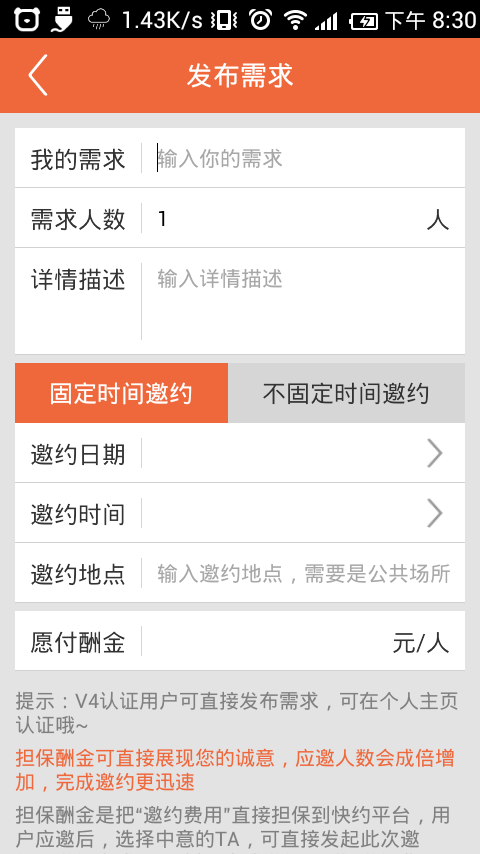 1.43K/s 下午 8:30
发布需求
我的需求 输入你的需求
需求人数 1 人
详情描述 输入详情描述
固定时间邀约 不固定时间邀约
邀约日期
邀约时间
邀约地点 输入邀约地点，需要是公共场所
愿付酬金 元/人
提示：V4认证用户可直接发布需求，可在个人主页
认证哦~
担保酬金可直接展现您的诚意，应邀人数会成倍增
加，完成邀约更迅速
担保酬金是把“邀约费用”直接担保到快约平台，用
户应邀后，选择中意的TA，可直接发起此次邀